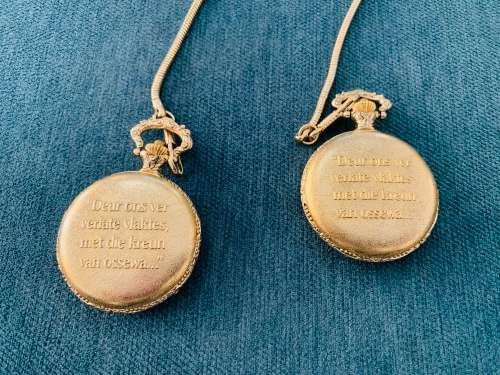 "Deur ons ver
verlate vlaktes,
met die kreun
van ossewa..."
"Deur ons ver
verlate vlaktes,
met die kreun
van ossewa..."